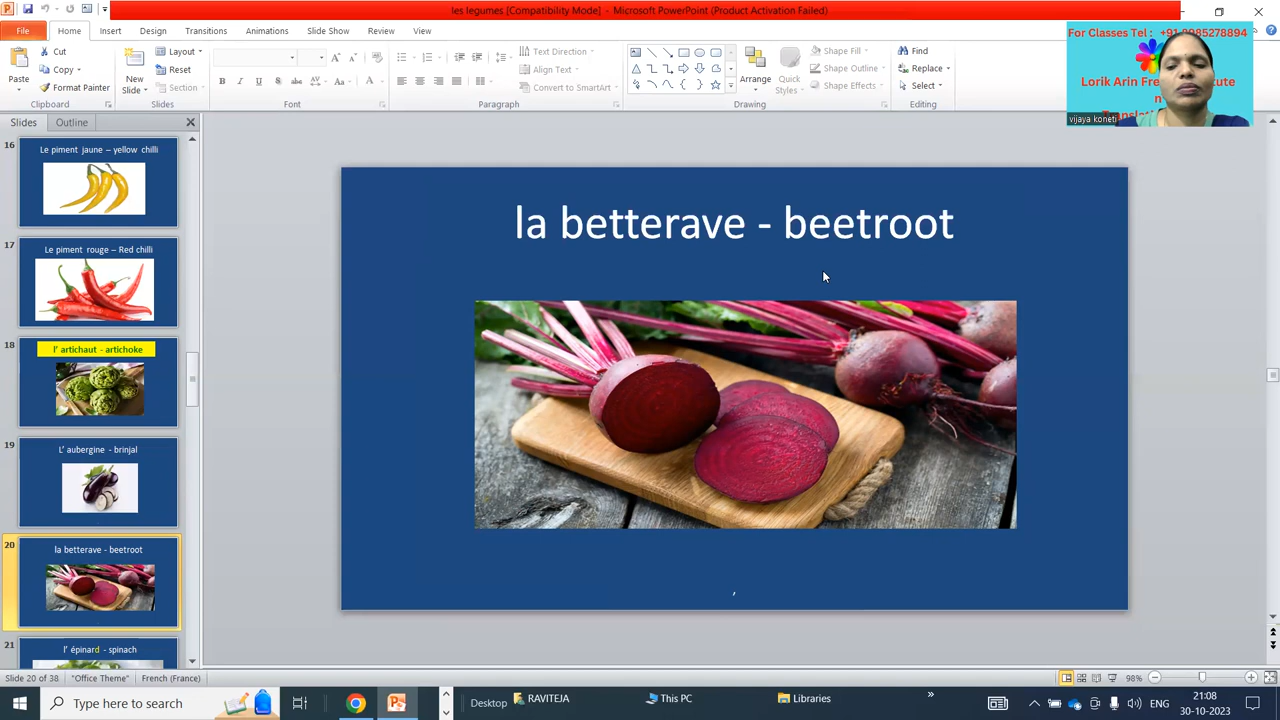 les legumes [Compatibility Mode] - Microsoft PowerPoint (Product Activation Failed)
File
Home
Insert
Design
Transitions
Animations
Slide Show
Review
View
Paste
Cut
Copy
Format Painter
Clipboard
New
Slide
Layout
Reset
Section
Slides
Font
Text Direction
Align Text
Convert to SmartArt
Paragraph
Arrange
Quick
Styles
Shape Fill
Shape Outline
Shape Effects
Drawing
Find
Replace
Select
Editing
For Classes Tel : +91
Lorik Arin
vijaya koneti
Slides
Outline
16
Le piment jaune – yellow chilli
17
Le piment rouge – Red chilli
18
l' artichaut - artichoke
19
L' aubergine - brinjal
20
la betterave - beetroot
21
l' épinard - spinach
la betterave - beetroot
,
Slide 20 of 38
"Office Theme"
French (France)
98%
Type here to search
Desktop
RAVITEJA
This PC
Libraries
21:08
ENG
30-10-2023